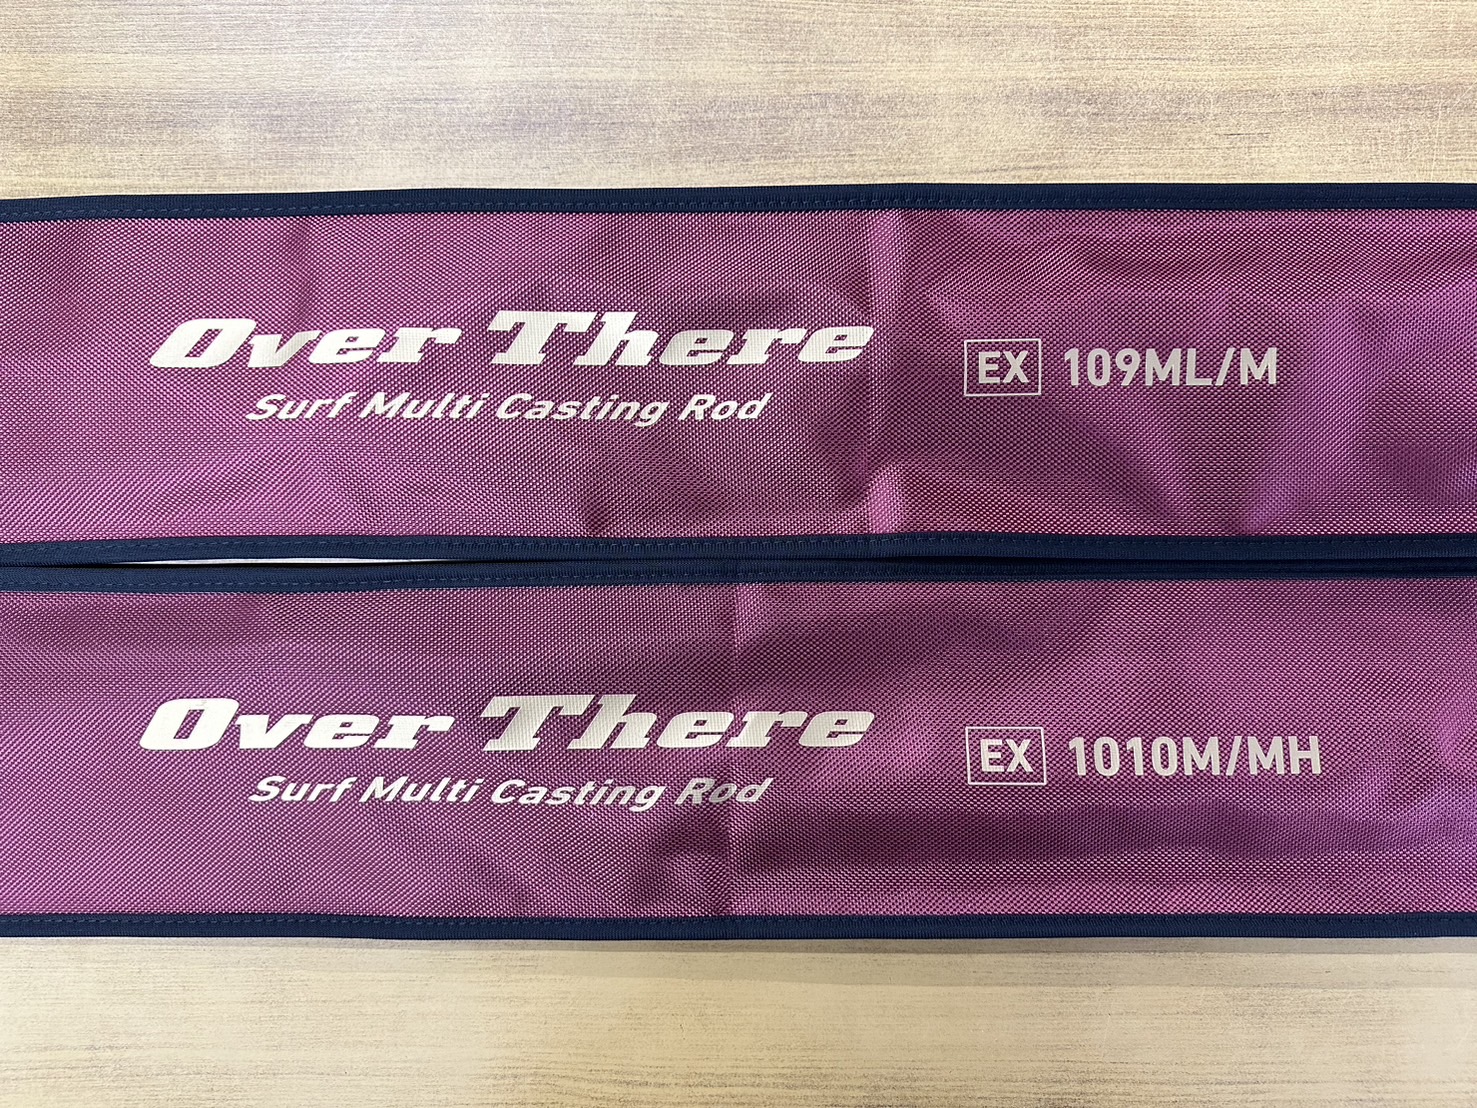 Over There
Surf Multi Casting Rod
EX 109ML/M
Over There
Surf Multi Casting Rod
EX 1010M/MH